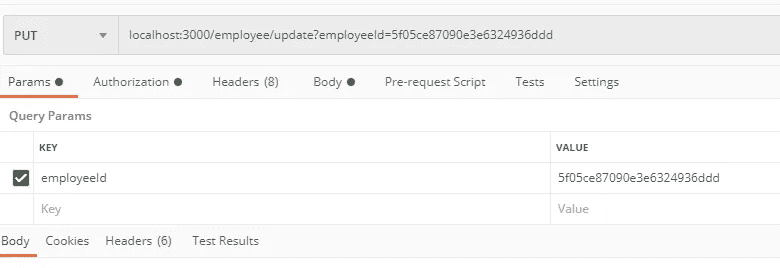 PUT localhost:3000/employee/update?employeeId=5f05ce87090e3e6324936ddd
Params Authorization Headers (8) Body Pre-request Script Tests Settings
Query Params
KEY VALUE
employeeId 5f05ce87090e3e6324936ddd
Key Value
Body Cookies Headers (6) Test Results